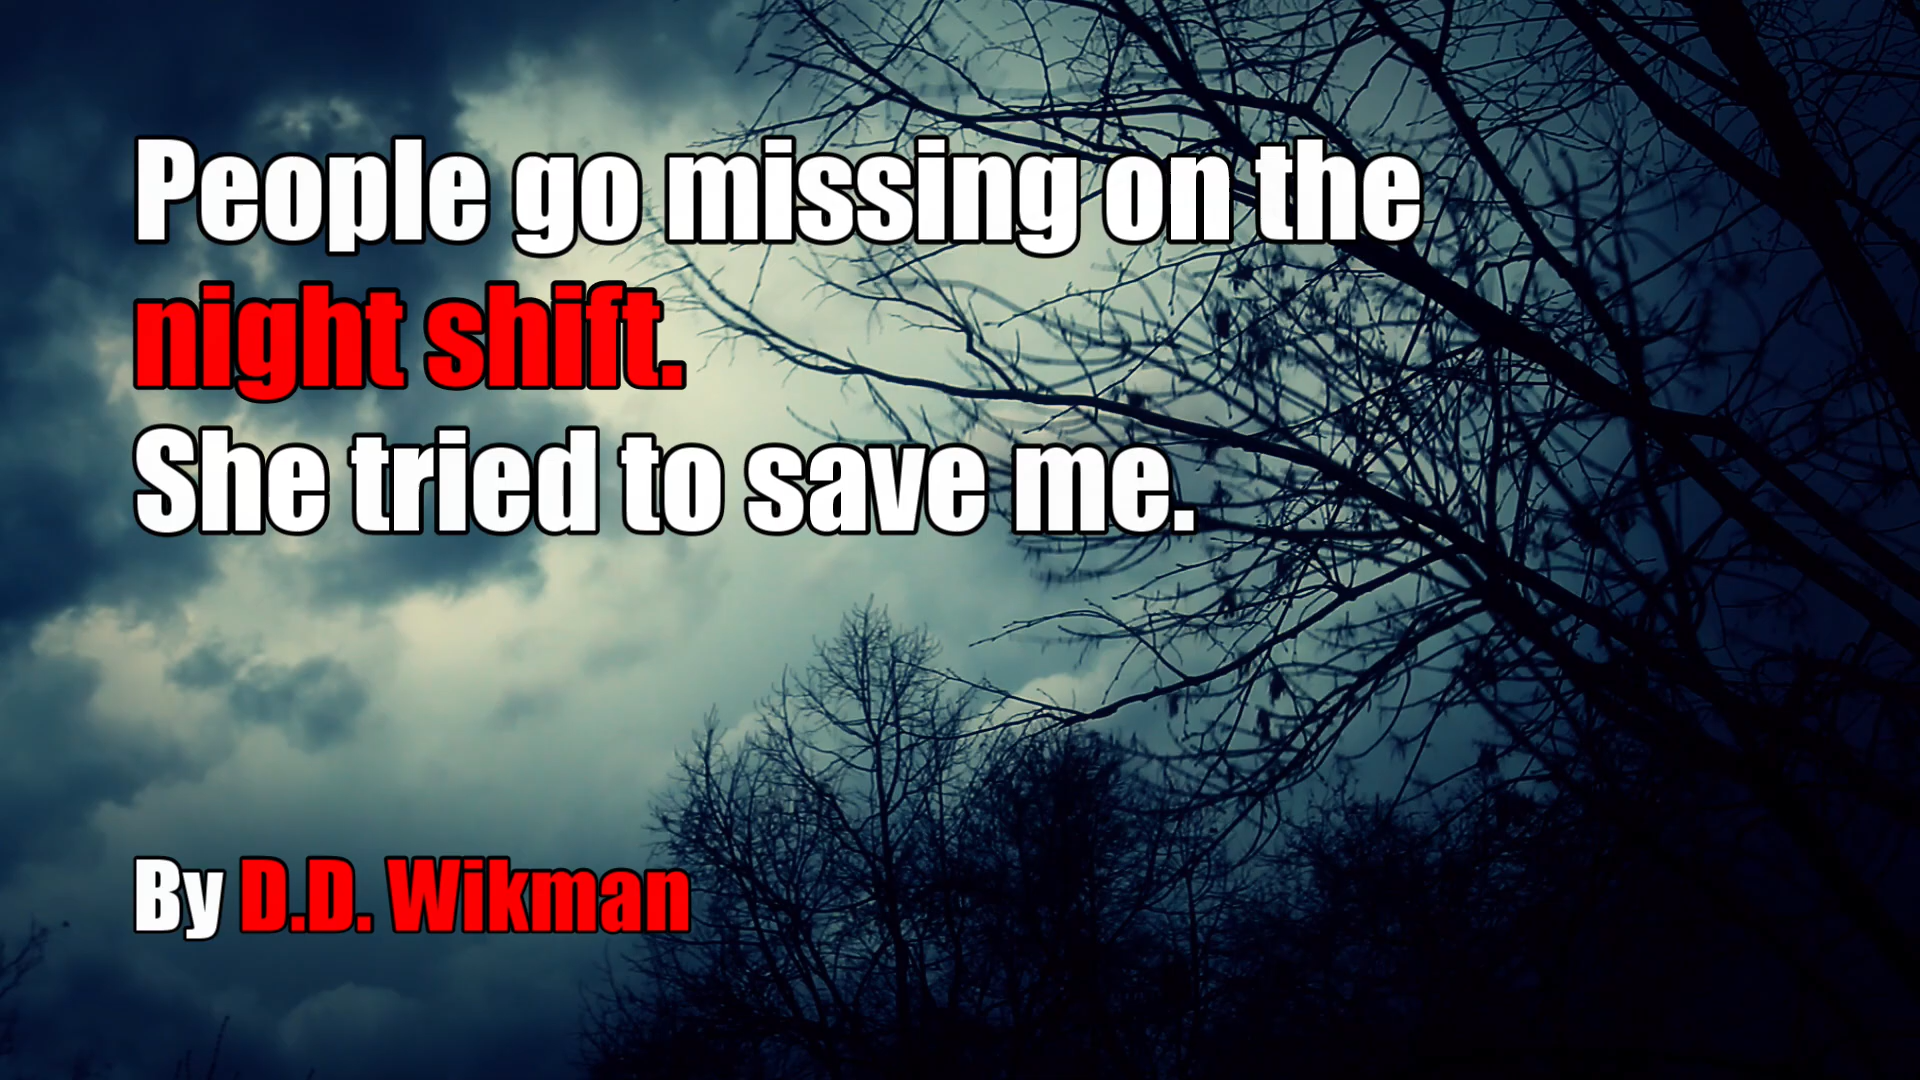 People go missing on the
night shift.
She tried to save me.
By D.D. Wikman